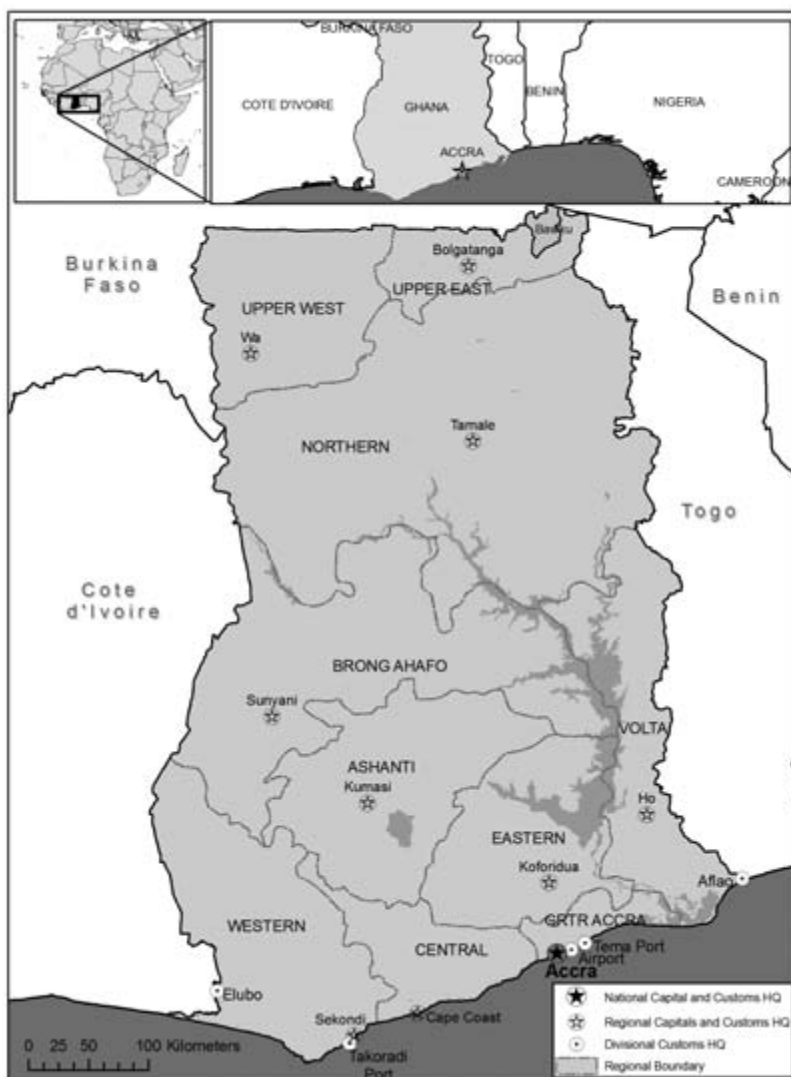 BURKINA FASO
TOGO
COTE D'IVOIRE
GHANA
BENIN
NIGERIA
ACCRA
CAMEROON
Burkina
Faso
Bawku
Bolgatanga
Benin
UPPER EAST
UPPER WEST
Wa
Tamale
NORTHERN
Togo
Cote
d'Ivoire
BRONG AHAFO
Sunyani
VOLTA
ASHANTI
Kumasi
Ho
EASTERN
Koforidua
Aflao
WESTERN
GRTR ACCRA
CENTRAL
Tema Port
Airport
Accra
Elubo
Cape Coast
Sekondi
Takoradi
Port
0 25 50 100 Kilometers
National Capital and Customs HQ
Regional Capitals and Customs HQ
Divisional Customs HQ
Regional Boundary